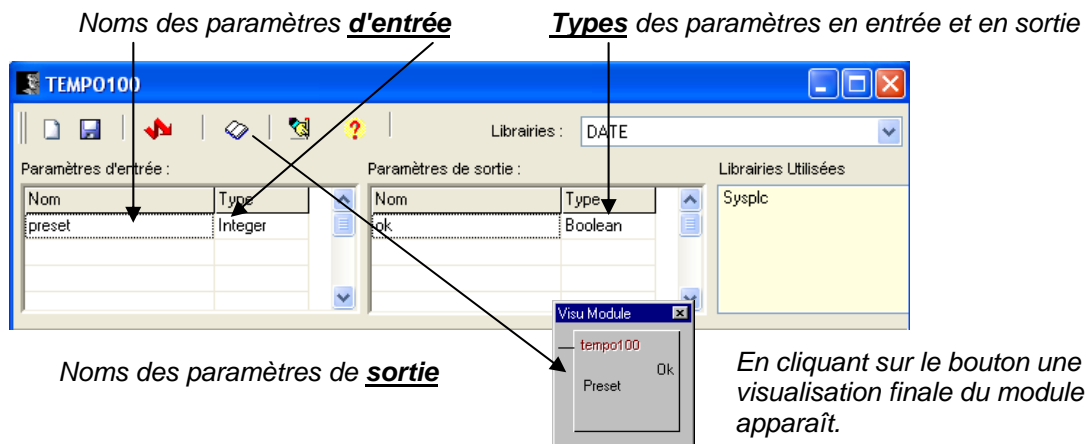 Noms des paramètres d'entrée
Types des paramètres en entrée et en sortie
TEMPO100
Librairies :
DATE
Paramètres d'entrée :
Paramètres de sortie :
Librairies Utilisées
Nom
Type
Nom
Type
Sysplc
preset
Integer
ok
Boolean
Visu Module
tempo100
Ok
Preset
Noms des paramètres de sortie
En cliquant sur le bouton une
visualisation finale du module
apparaît.